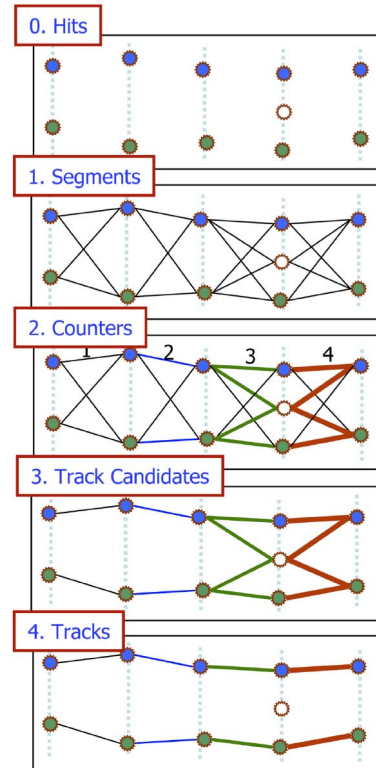 0. Hits
1. Segments
2. Counters
1 2 3 4
3. Track Candidates
4. Tracks